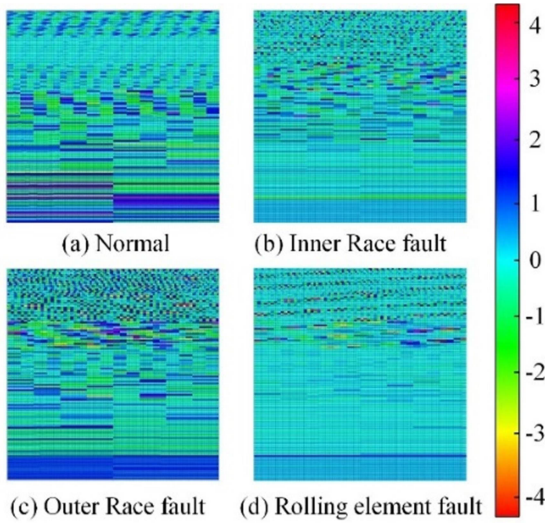 (a) Normal
(b) Inner Race fault
(c) Outer Race fault
(d) Rolling element fault
4
3
2
1
0
-1
-2
-3
-4